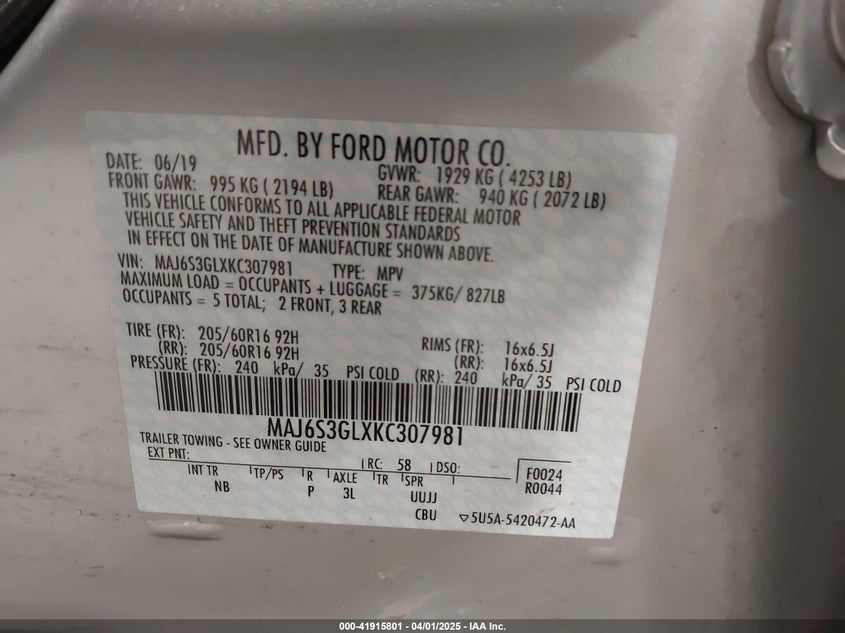 MFD. BY FORD MOTOR CO.
DATE: 06/19 GVWR: 1929 KG ( 4253 LB)
FRONT GAWR: 995 KG ( 2194 LB) REAR GAWR: 940 KG ( 2072 LB)
THIS VEHICLE CONFORMS TO ALL APPLICABLE FEDERAL MOTOR
VEHICLE SAFETY AND THEFT PREVENTION STANDARDS
IN EFFECT ON THE DATE OF MANUFACTURE SHOWN ABOVE.
VIN: MAJ6S3GLXKC307981 TYPE: MPV
MAXIMUM LOAD = OCCUPANTS + LUGGAGE = 375KG/ 827LB
OCCUPANTS = 5 TOTAL; 2 FRONT, 3 REAR
TIRE (FR): 205/60R16 92H RIMS (FR): 16x6.5J
(RR): 205/60R16 92H (RR): 16x6.5J
PRESSURE (FR): 240 kPa/ 35 PSI COLD (RR): 240 kPa/ 35 PSI COLD
MAJ6S3GLXKC307981
TRAILER TOWING - SEE OWNER GUIDE
EXT PNT: RC: 58 DSO: F0024
INT TR TP/PS R AXLE TR SPR R0044
NB P 3L UUJJ
CBU ▽5U5A-5420472-AA
000-41915801 | 04/01/2025 | IAA Inc.